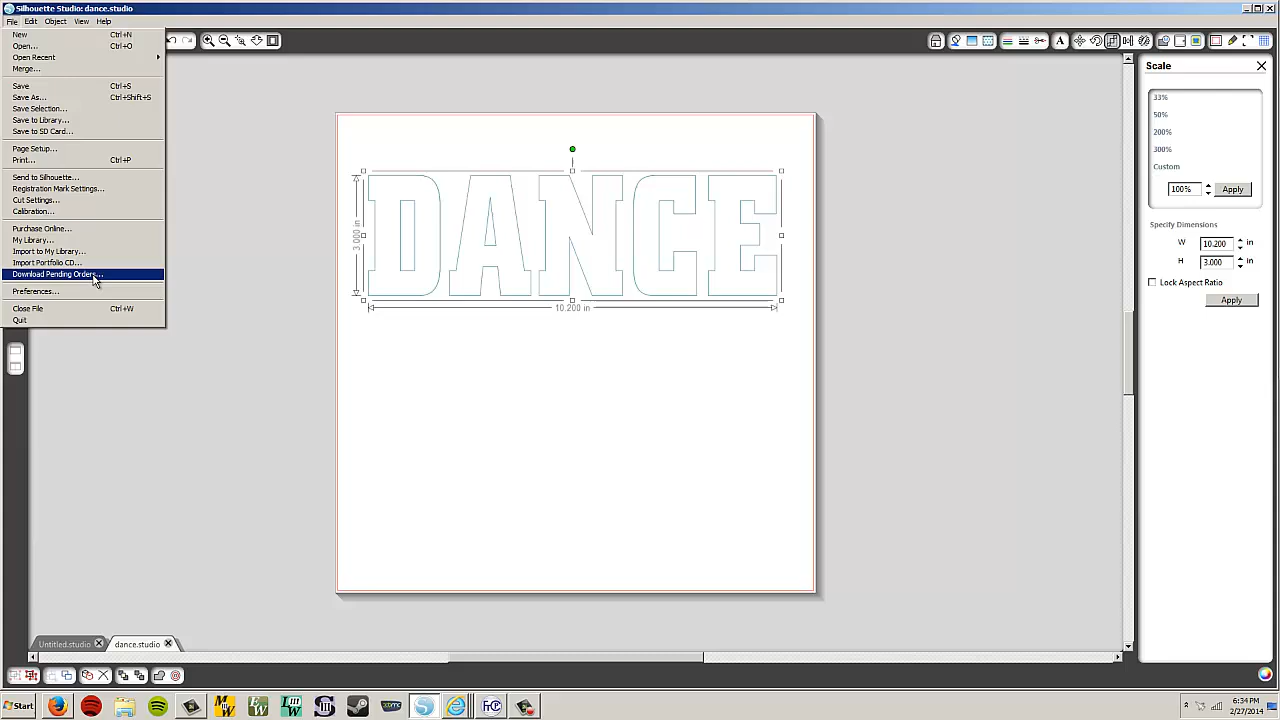 Silhouette Studio: dance.studio
File Edit Object View Help
New Ctrl+N
Open... Ctrl+O
Open Recent
Merge...
Save Ctrl+S
Save As... Ctrl+Shift+S
Save Selection...
Save to Library...
Save to SD Card...
Page Setup...
Print... Ctrl+P
Send to Silhouette...
Registration Mark Settings...
Cut Settings...
Calibration...
Purchase Online...
My Library...
Import to My Library...
Import Portfolio CD...
Download Pending Orders...
Preferences...
Close File Ctrl+W
Quit
DANCE
3.000 in
10.200 in
Scale
33%
50%
200%
300%
Custom
100% Apply
Specify Dimensions
W 10.200 in
H 3.000 in
Lock Aspect Ratio
Apply
Untitled.studio dance.studio
Start
6:34 PM
2/27/2014